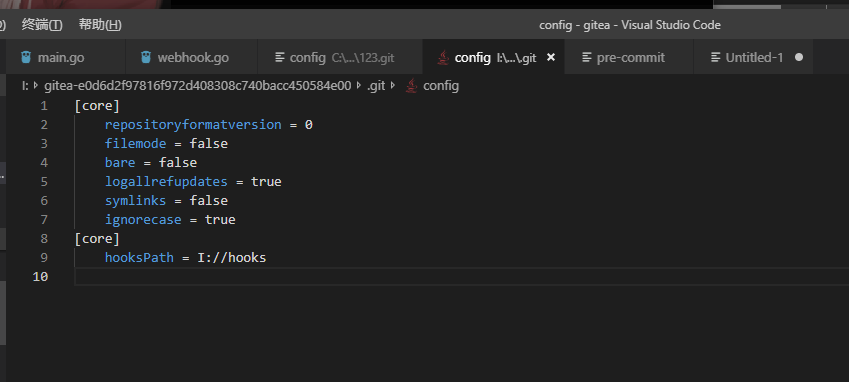 ) 终端(T) 帮助(H) config - gitea - Visual Studio Code
main.go webhook.go config C:\...\123.git config I:\...\.git × pre-commit Untitled-1
I: > gitea-e0d6d2f97816f972d408308c740bacc450584e00 > .git > config
1 [core]
2 repositoryformatversion = 0
3 filemode = false
4 bare = false
5 logallrefupdates = true
6 symlinks = false
7 ignorecase = true
8 [core]
9 hooksPath = I://hooks
10